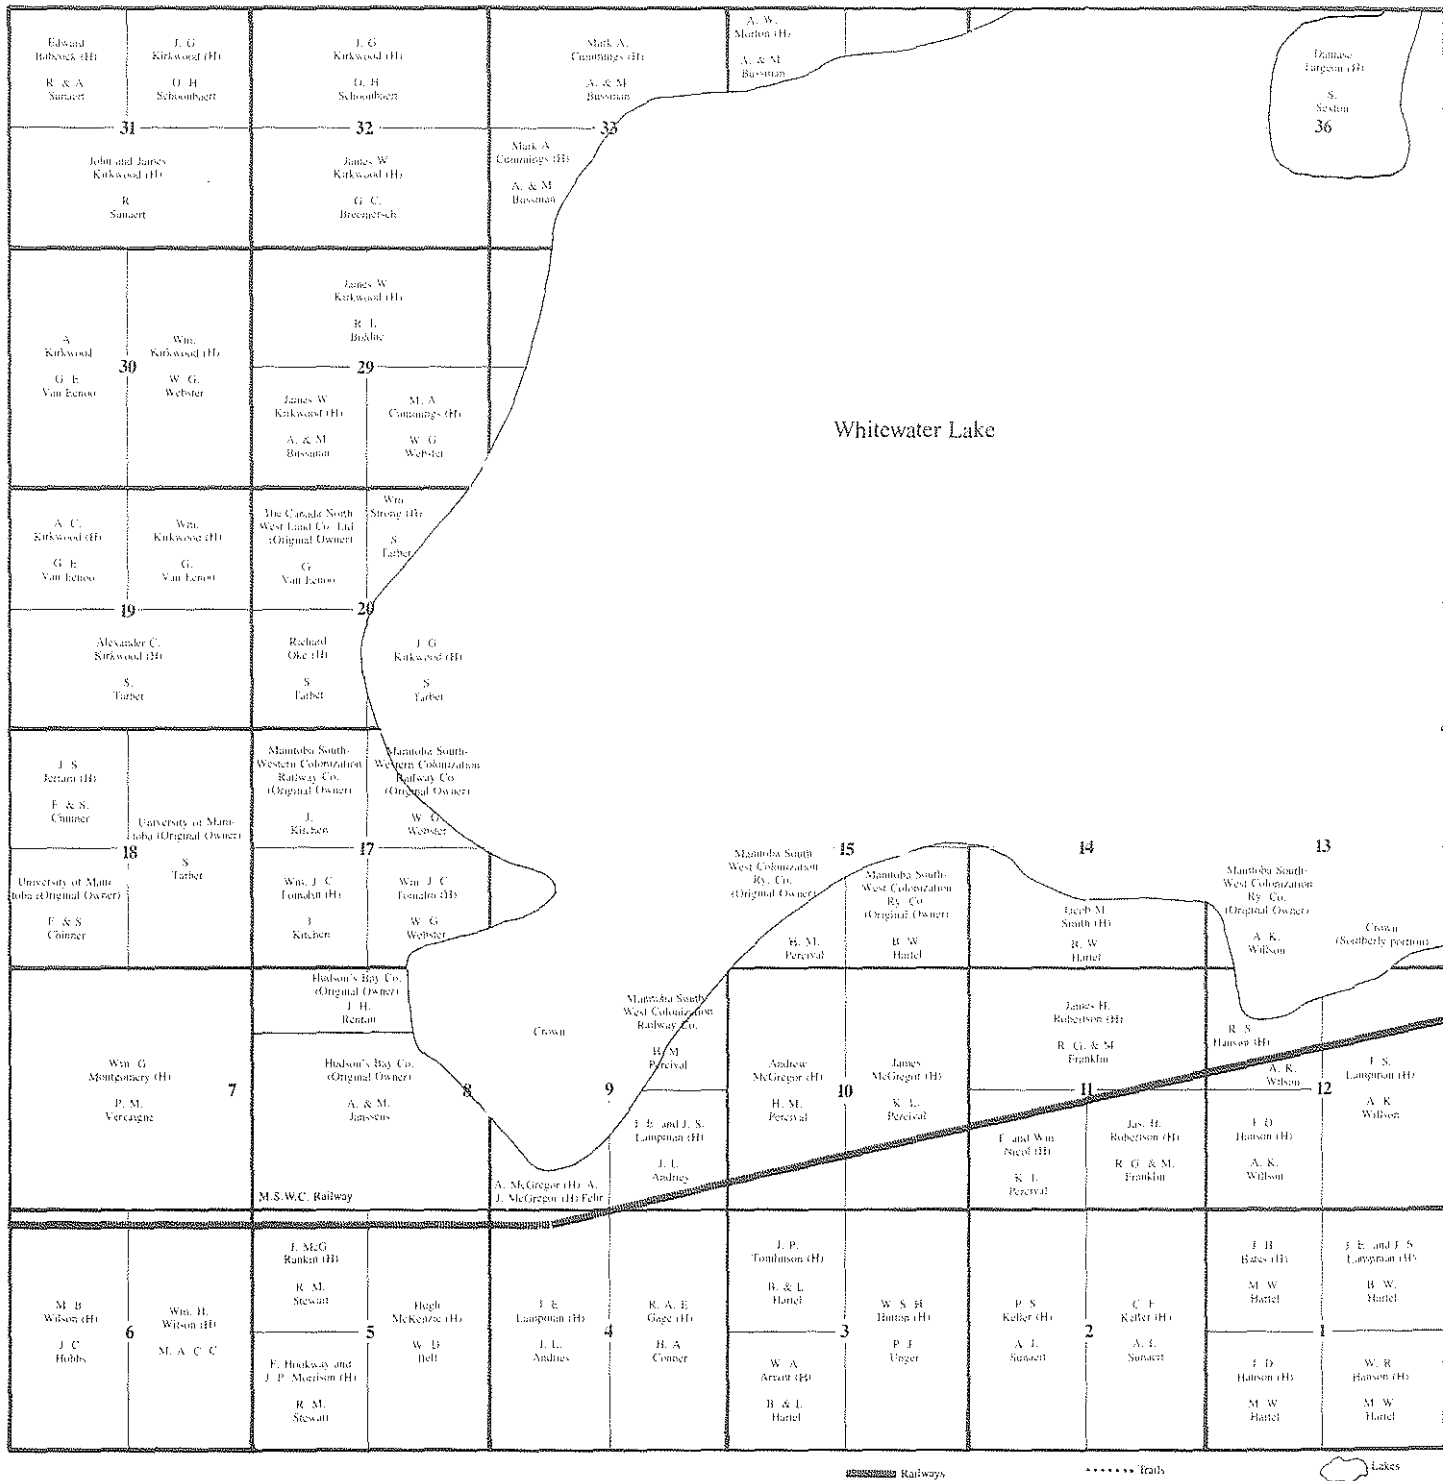 Edward
Babcock (H)
R. & A.
Sanaert
J. G.
Kirkwood (H)
O. H.
Schoonbaert
31
John and James
Kirkwood (H)
R.
Sanaert
J. G.
Kirkwood (H)
O. H.
Schoonbaert
32
James W.
Kirkwood (H)
G. C.
Breemersch
Mark A.
Cummings (H)
A. & M.
Bussman
33
Mark A.
Cummings (H)
A. & M.
Bussman
A. W.
Morton (H)
A. & M.
Bussman
Damase
Turgeon (H)
S.
Sexton
36
A.
Kirkwood
G. E.
Van Eenoo
30
Wm.
Kirkwood (H)
W. G.
Webster
James W.
Kirkwood (H)
R. L.
29
James W.
Kirkwood (H)
A. & M.
Bussman
M. A.
Cummings (H)
W. G.
Webster
Whitewater Lake
A. C.
Kirkwood (H)
G. E.
Van Eenoo
Wm.
Kirkwood (H)
G.
Van Eenoo
19
Alexander C.
Kirkwood (H)
S.
Tarbet
The Canada North
West Land Co. Ltd.
(Original Owner)
G.
Van Eenoo
Wm.
Strong (H)
S.
Tarbet
20
Richard
Oke (H)
S.
Tarbet
J. G.
Kirkwood (H)
S.
Tarbet
J. S.
(H)
F. & S.
Chinner
18
University of Mani-
toba (Original Owner)
S.
Tarbet
University of Mani-
toba (Original Owner)
F. & S.
Chinner
Manitoba South-
Western Colonization
Railway Co.
(Original Owner)
J.
Kitchen
Manitoba South-
Western Colonization
Railway Co.
(Original Owner)
W. G.
Webster
17
Wm. J. C.
Tomalin (H)
J.
Kitchen
Wm. J. C.
Tomalin (H)
W. G.
Webster
Manitoba South
West Colonization
Ry. Co.
(Original Owner)
H. M.
Percival
15
Manitoba South-
West Colonization
Ry. Co.
(Original Owner)
B. W.
Hartel
14
Jacob M.
Smith (H)
B. W.
Hartel
13
Manitoba South-
West Colonization
Ry. Co.
(Original Owner)
A. K.
Willson
Crown
(Southerly portion)
Wm. G.
Montgomery (H)
7
P. M.
Vercaigne
Hudson's Bay Co.
(Original Owner)
J. H.
Rentan
Hudson's Bay Co.
(Original Owner)
8
A. & M.
Janssens
M.S.W.C. Railway
Crown
Manitoba South-
West Colonization
Railway Co.
H. M.
Percival
9
J. E. and J. S.
Lampman (H)
J. L.
Andries
A. McGregor (H) A.
J. McGregor (H) Fehr
Andrew
McGregor (H)
H. M.
Percival
10
James
McGregor (H)
K. L.
Percival
James H.
Robertson (H)
R. G. & M.
Franklin
11
F. and Wm.
Nicol (H)
K. L.
Percival
Jas. H.
Robertson (H)
R. G. & M.
Franklin
R. S.
Hanson (H)
A. K.
Wilson
12
J. S.
Lampman (H)
A. K.
Willson
J. D.
Hanson (H)
A. K.
Willson
M. B.
Wilson (H)
J. C.
Hobbs
6
Wm. H.
Wilson (H)
M. A. C. C.
J. McG.
Rankin (H)
R. M.
Stewart
5
F. Hookway and
J. P. Morrison (H)
R. M.
Stewart
Hugh
McKenzie (H)
W. D.
Bell
J. E.
Lampman (H)
J. L.
Andries
4
R. A. E.
Gage (H)
H. A.
Conner
J. P.
Tomlinson (H)
B. & L.
Hartel
3
W. A.
Arnott (H)
B. & L.
Hartel
W. S. H.
(H)
P. J.
Unger
P. S.
Keller (H)
A. L.
Sanaert
2
C. F.
Keller (H)
A. L.
Sanaert
J. H.
Bates (H)
M. W.
Hartel
J. E. and J. S.
Lampman (H)
B. W.
Hartel
1
J. D.
Hanson (H)
M. W.
Hartel
W. R.
Hanson (H)
M. W.
Hartel
Railways
Trails
Lakes